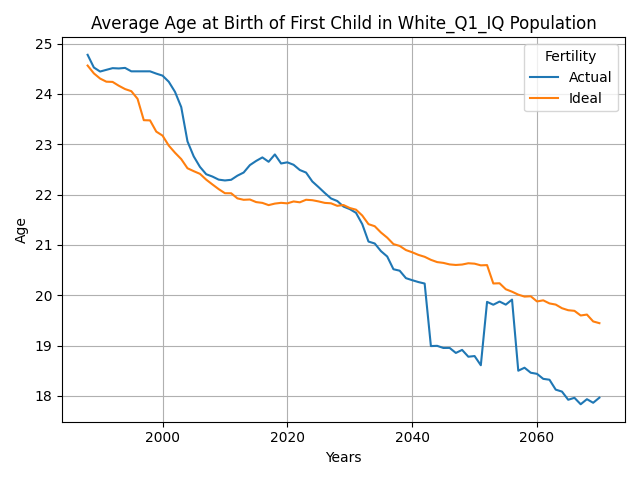 Average Age at Birth of First Child in White_Q1_IQ Population
Fertility
Actual
Ideal
25
24
23
22
21
20
19
18
Age
2000 2020 2040 2060
Years